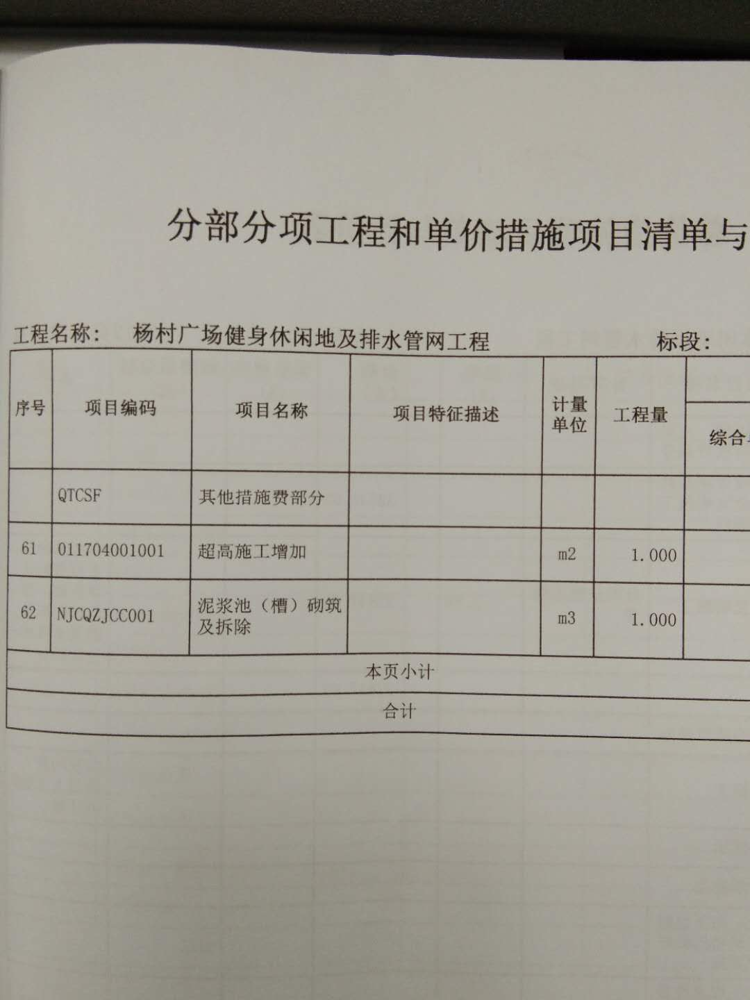 分部分项工程和单价措施项目清单与
工程名称: 杨村广场健身休闲地及排水管网工程 标段:
序号 项目编码 项目名称 项目特征描述 计量单位 工程量 综合
QTCSF 其他措施费部分
61 011704001001 超高施工增加 m2 1.000
62 NJCQZJCC001 泥浆池（槽）砌筑
及拆除 m3 1.000
本页小计
合计